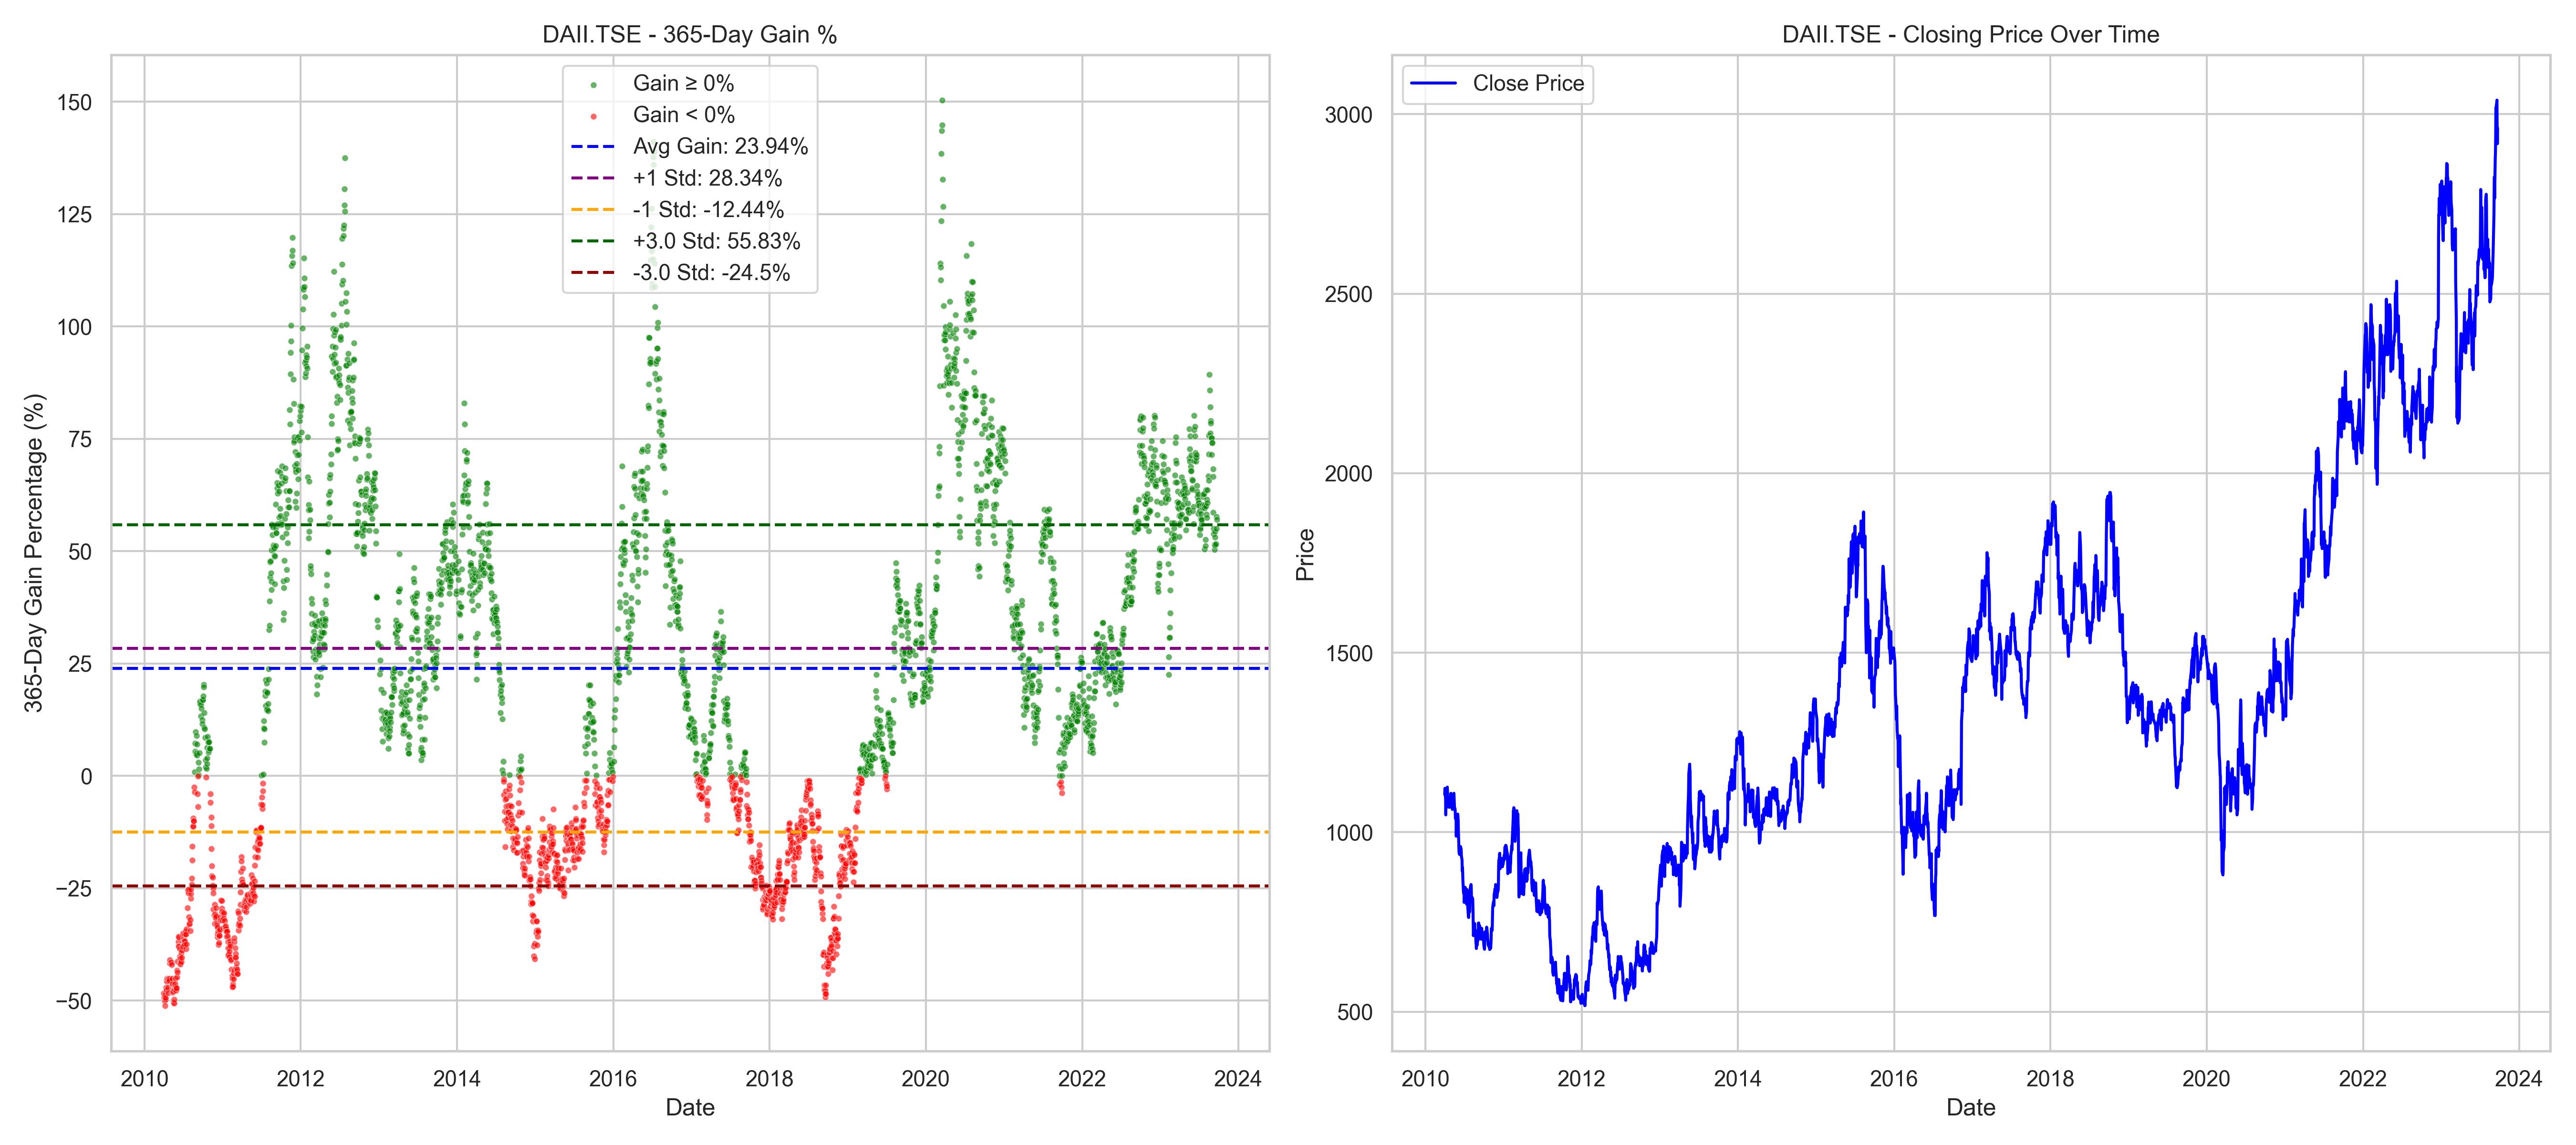 DAII.TSE - 365-Day Gain %
Gain ≥ 0%
Gain < 0%
Avg Gain: 23.94%
+1 Std: 28.34%
-1 Std: -12.44%
+3.0 Std: 55.83%
-3.0 Std: -24.5%
365-Day Gain Percentage (%)
150
125
100
75
50
25
0
−25
−50
2010
2012
2014
2016
2018
2020
2022
2024
Date
DAII.TSE - Closing Price Over Time
Close Price
Price
3000
2500
2000
1500
1000
500
2010
2012
2014
2016
2018
2020
2022
2024
Date